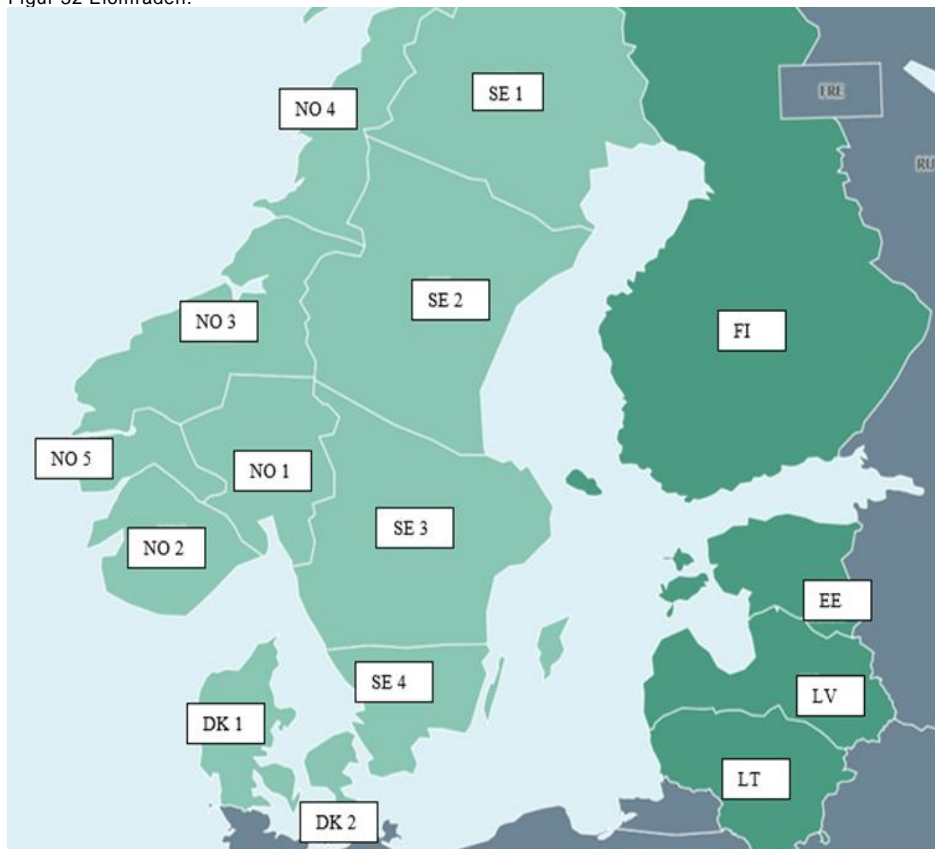 Figur 32 Elområden.
SE 1
NO 4
ERE
RU
SE 2
NO 3
FI
NO 5
NO 1
SE 3
NO 2
EE
SE 4
LV
DK 1
LT
DK 2